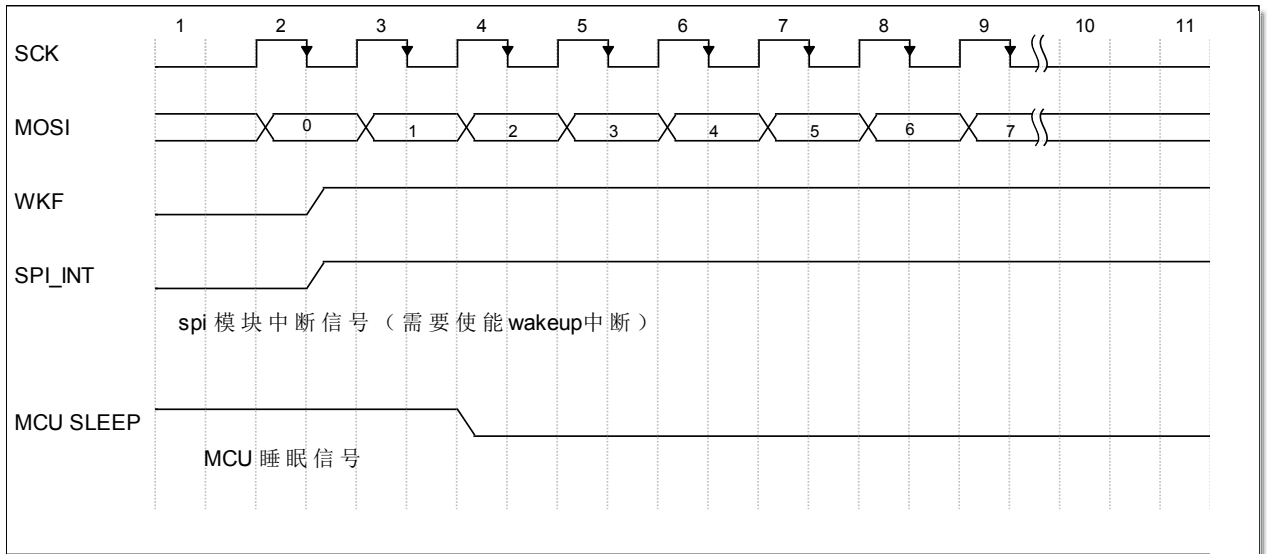 1 2 3 4 5 6 7 8 9 10 11
SCK
MOSI 0 1 2 3 4 5 6 7
WKF
SPI_INT
spi 模块中断信号（需要使能wakeup中断）
MCU SLEEP
MCU 睡眠信号